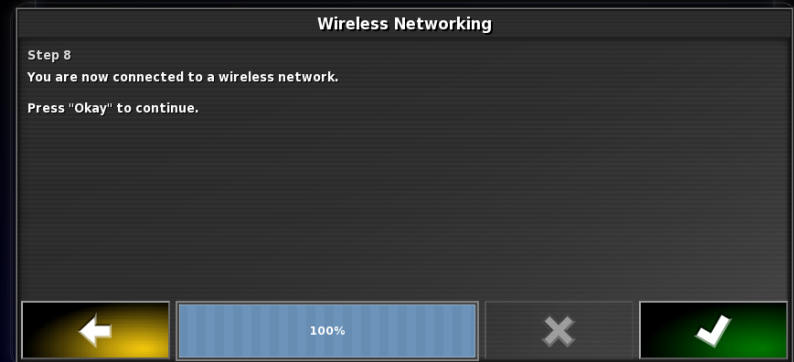 Wireless Networking
Step 8
You are now connected to a wireless network.
Press "Okay" to continue.
100%